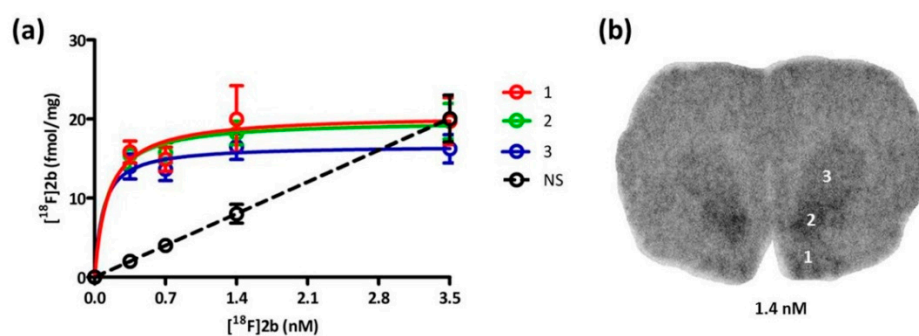 (a)
[¹⁸F]2b (fmol/mg)
30
20
10
0
0.0 0.7 1.4 2.1 2.8 3.5
[¹⁸F]2b (nM)
1
2
3
NS
(b)
3
2
1
1.4 nM